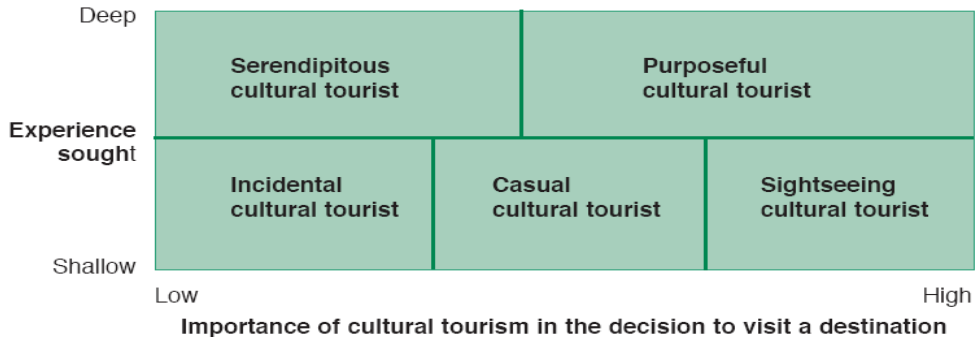 Deep
Serendipitous
cultural tourist
Purposeful
cultural tourist
Experience
sought
Incidental
cultural tourist
Casual
cultural tourist
Sightseeing
cultural tourist
Shallow
Low
High
Importance of cultural tourism in the decision to visit a destination